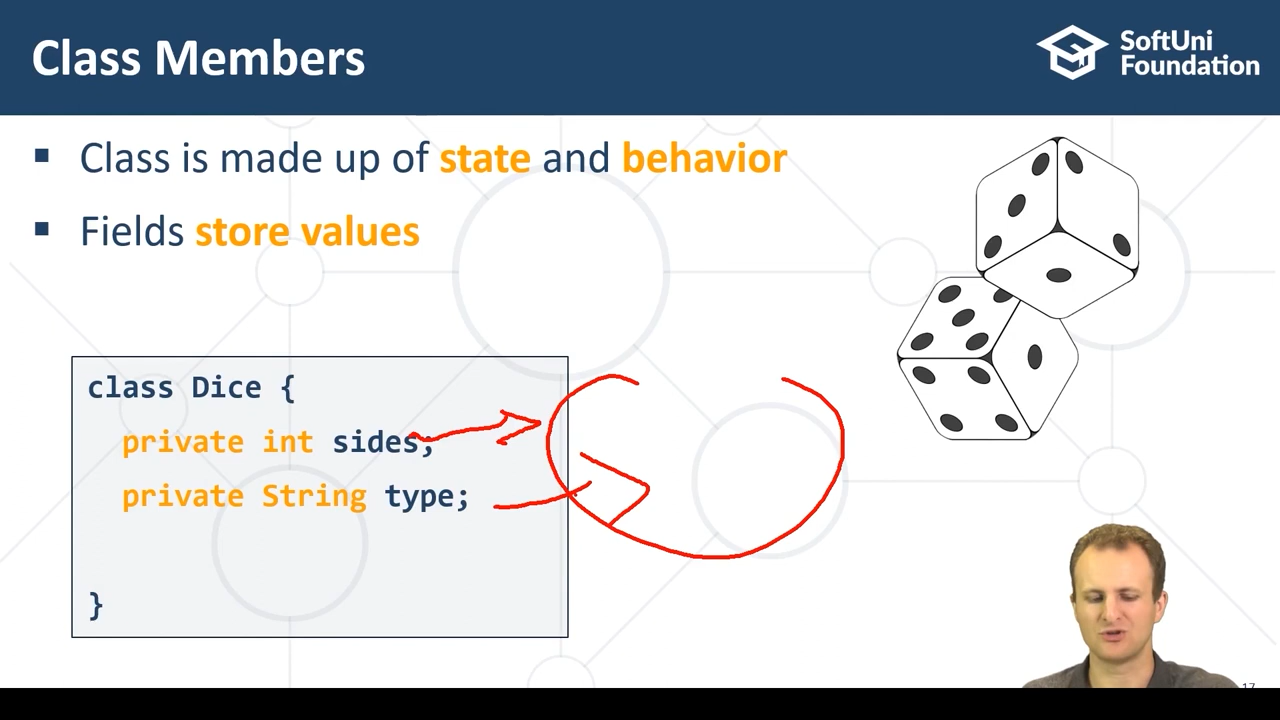 Class Members
SoftUni
Foundation
▪ Class is made up of state and behavior
▪ Fields store values
class Dice {
private int sides;
private String type;
}
17